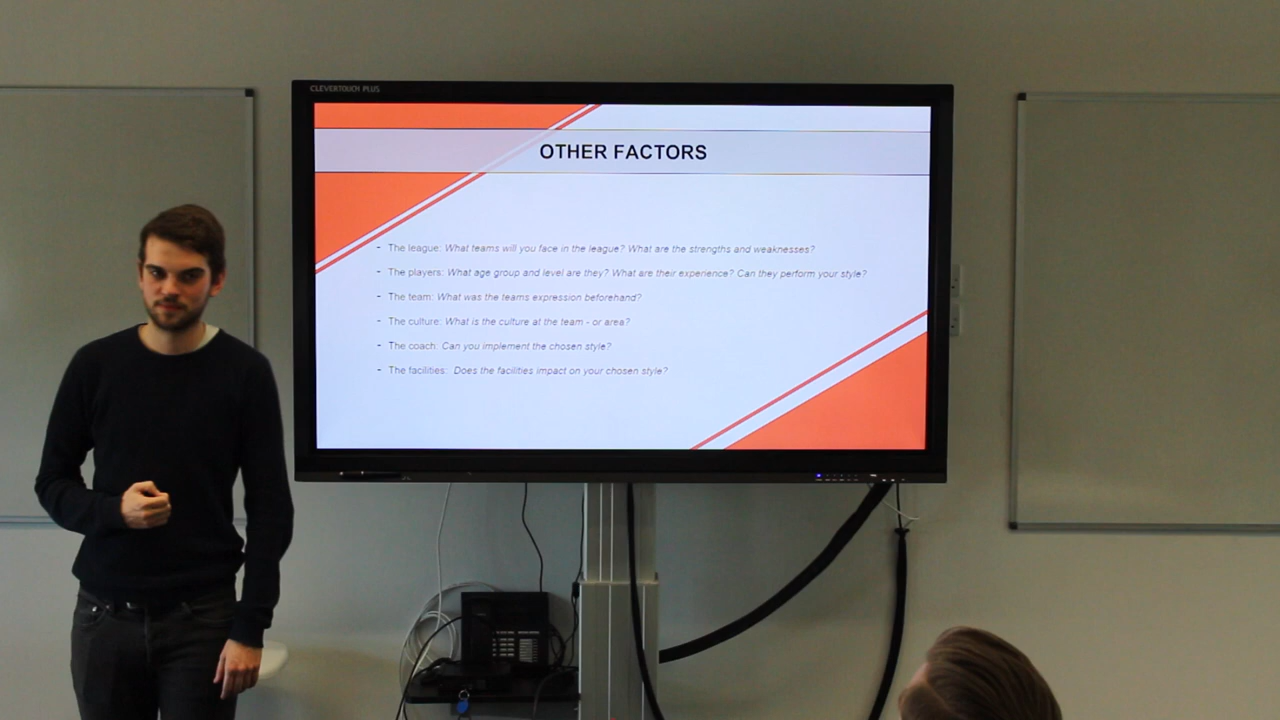 CLEVERTOUCH PLUS
OTHER FACTORS
- The league: What teams will you face in the league? What are the strengths and weaknesses?
- The players: What age group and level are they? What are their experience? Can they perform your style?
- The team: What was the teams expression beforehand?
- The culture: What is the culture at the team - or area?
- The coach: Can you implement the chosen style?
- The facilities: Does the facilities impact on your chosen style?